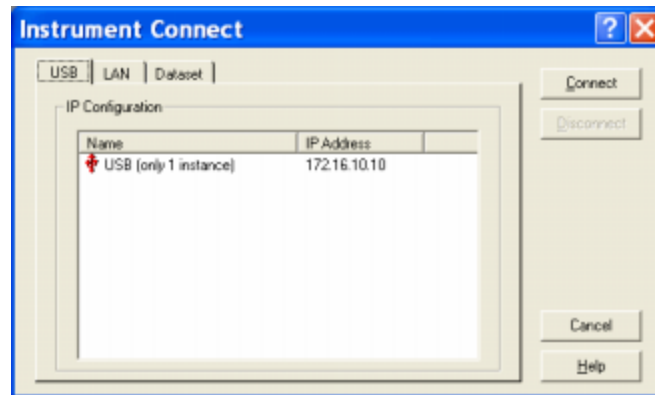 Instrument Connect
USB LAN Dataset
Connect
IP Configuration
Disconnect
Name IP Address
USB (only 1 instance) 172.16.10.10
Cancel
Help